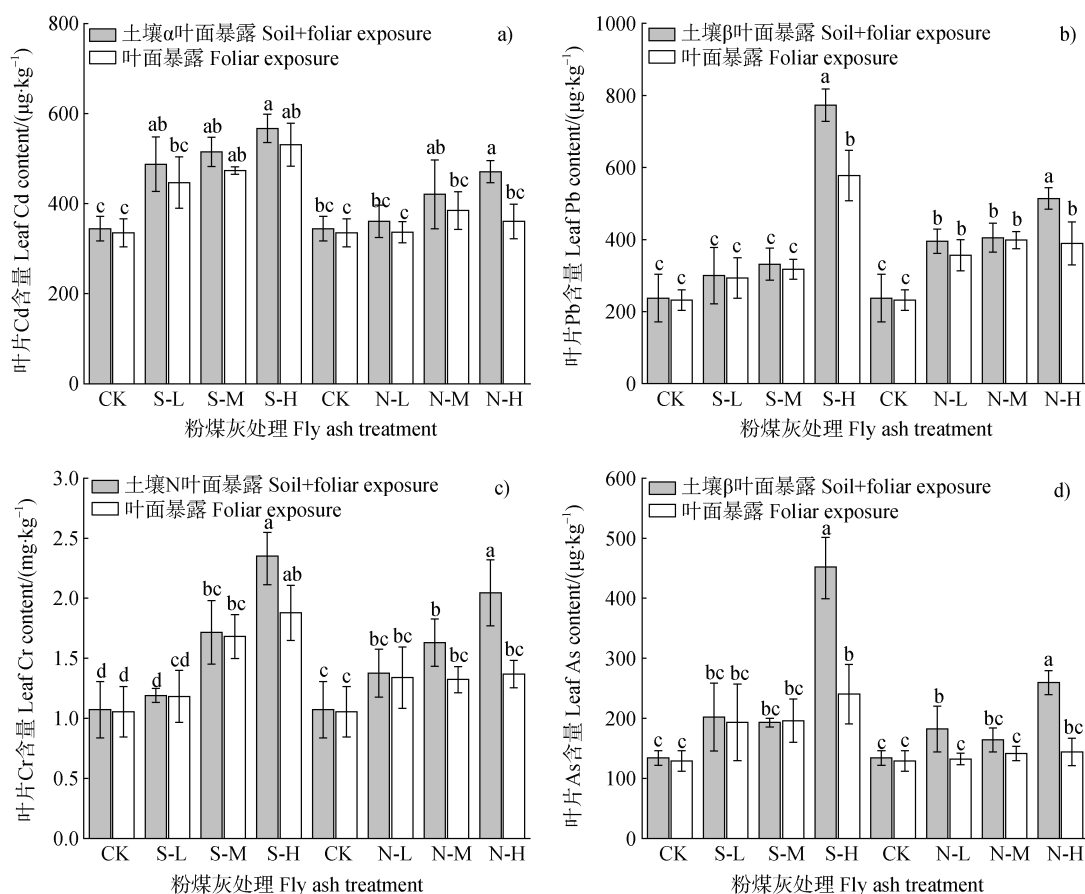 800
600
400
200
0
叶片Cd含量 Leaf Cd content/(μg·kg⁻¹)
土壤α叶面暴露 Soil+foliar exposure
叶面暴露 Foliar exposure
a)
c c ab bc ab ab a ab c c bc c ab bc a bc
CK S-L S-M S-H CK N-L N-M N-H
粉煤灰处理 Fly ash treatment
1000
800
600
400
200
0
叶片Pb含量 Leaf Pb content/(μg·kg⁻¹)
土壤β叶面暴露 Soil+foliar exposure
叶面暴露 Foliar exposure
b)
c c c c c c a b c c b b b b a b
CK S-L S-M S-H CK N-L N-M N-H
粉煤灰处理 Fly ash treatment
3.0
2.5
2.0
1.5
1.0
0.5
0.0
叶片Cr含量 Leaf Cr content/(mg·kg⁻¹)
土壤N叶面暴露 Soil+foliar exposure
叶面暴露 Foliar exposure
c)
d d d cd bc bc a ab c c bc bc b bc a bc
CK S-L S-M S-H CK N-L N-M N-H
粉煤灰处理 Fly ash treatment
600
500
400
300
200
100
0
叶片As含量 Leaf As content/(μg·kg⁻¹)
土壤β叶面暴露 Soil+foliar exposure
叶面暴露 Foliar exposure
d)
c c bc bc bc bc a b c c b c bc c a bc
CK S-L S-M S-H CK N-L N-M N-H
粉煤灰处理 Fly ash treatment